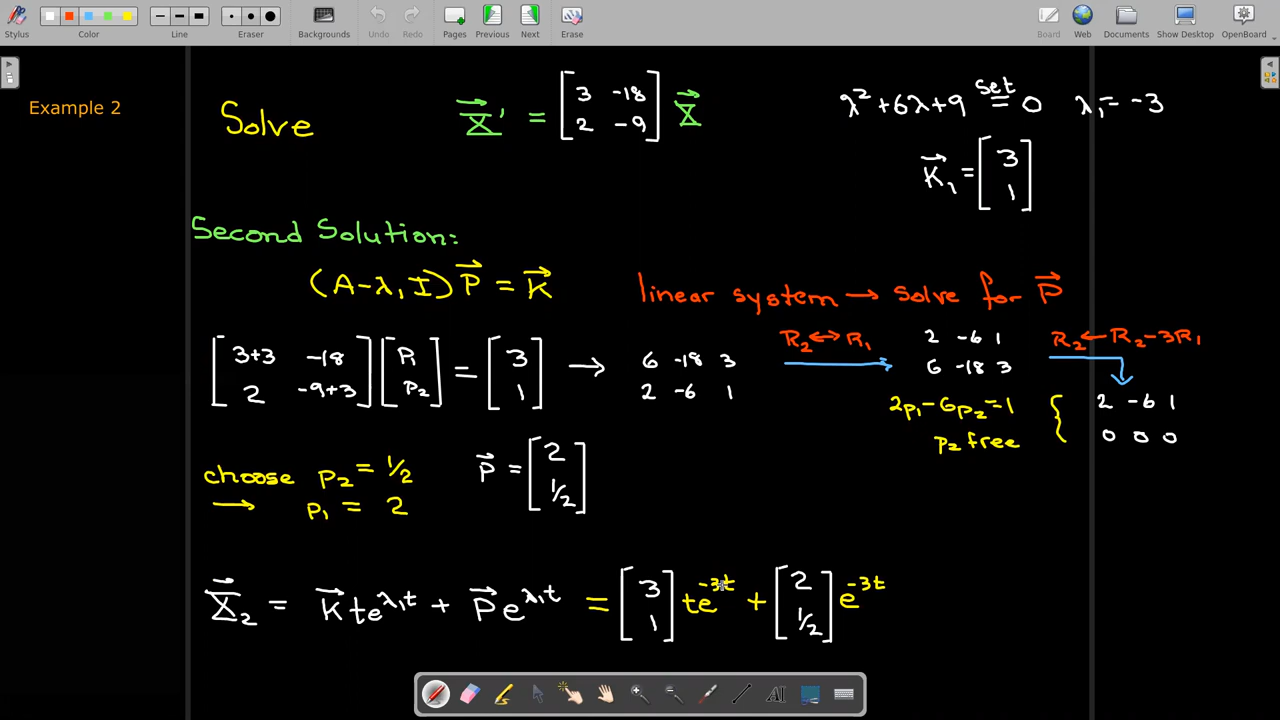 Stylus Color Line Eraser Backgrounds Undo Redo Pages Previous Next Erase Board Web Documents Show Desktop OpenBoard
Example 2
Solve X⃗' = [3 -18; 2 -9] X⃗
λ² + 6λ + 9 set = 0 λ₁ = -3
K⃗₁ = [3; 1]
Second Solution:
(A - λ₁I) P⃗ = K⃗
linear system → solve for P⃗
[3+3 -18; 2 -9+3] [P₁; P₂] = [3; 1] →
6 -18 3
2 -6 1
R₂ ↔ R₁
2 -6 1
6 -18 3
R₂ ← R₂ - 3R₁
2 -6 1
0 0 0
2p₁ - 6p₂ = 1
p₂ free
choose p₂ = 1/2
→ p₁ = 2
P⃗ = [2; 1/2]
X⃗₂ = K⃗te^λ₁t + P⃗e^λ₁t = [3; 1] te^-3t + [2; 1/2] e^-3t
AI